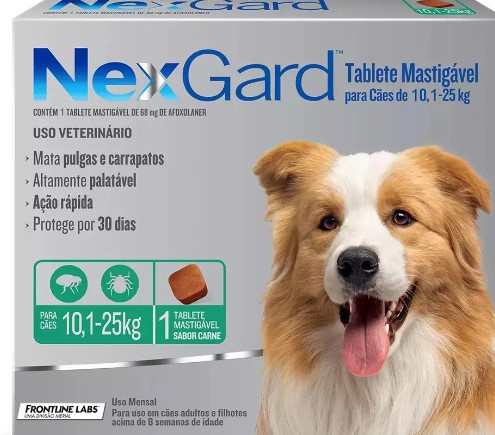 NexGard™
Tablete Mastigável
para Cães de 10,1-25 kg
CONTÉM 1 TABLETE MASTIGÁVEL DE 68 mg DE AFOXOLANER
USO VETERINÁRIO
› Mata pulgas e carrapatos
› Altamente palatável
› Ação rápida
› Protege por 30 dias
PARA
CÃES
10,1-25kg
1
TABLETE
MASTIGÁVEL
SABOR CARNE
FRONTLINE LABS
UMA DIVISÃO MERIAL
Uso Mensal
Para uso em cães adultos e filhotes
acima de 8 semanas de idade